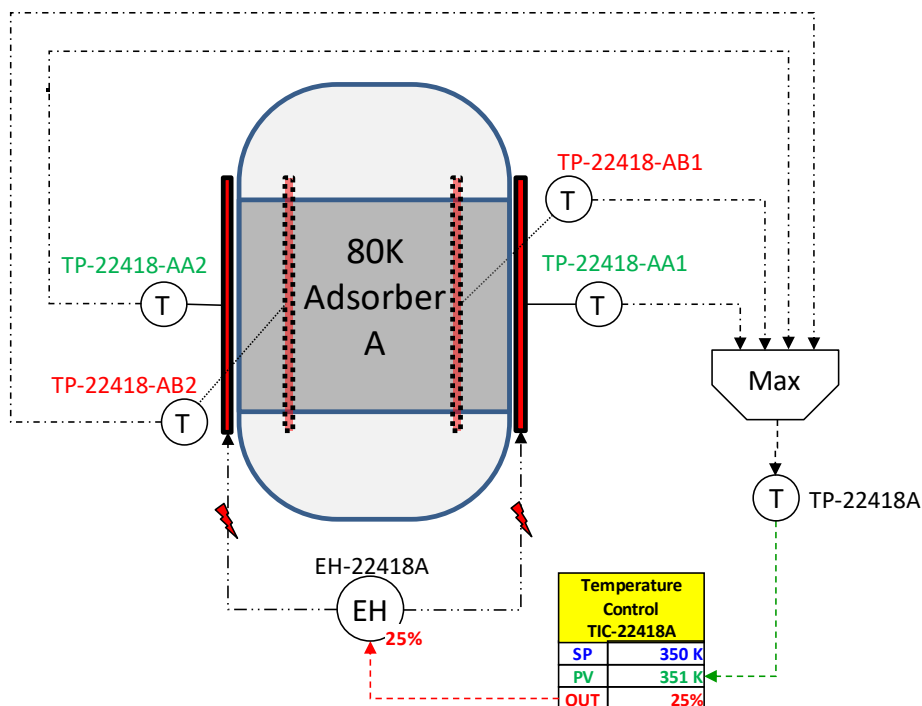 TP-22418-AB1
T
TP-22418-AA2
80K
Adsorber
A
TP-22418-AA1
T
T
TP-22418-AB2
T
Max
T
TP-22418A
EH-22418A
EH
25%
Temperature
Control
TIC-22418A
SP 350 K
PV 351 K
OUT 25%